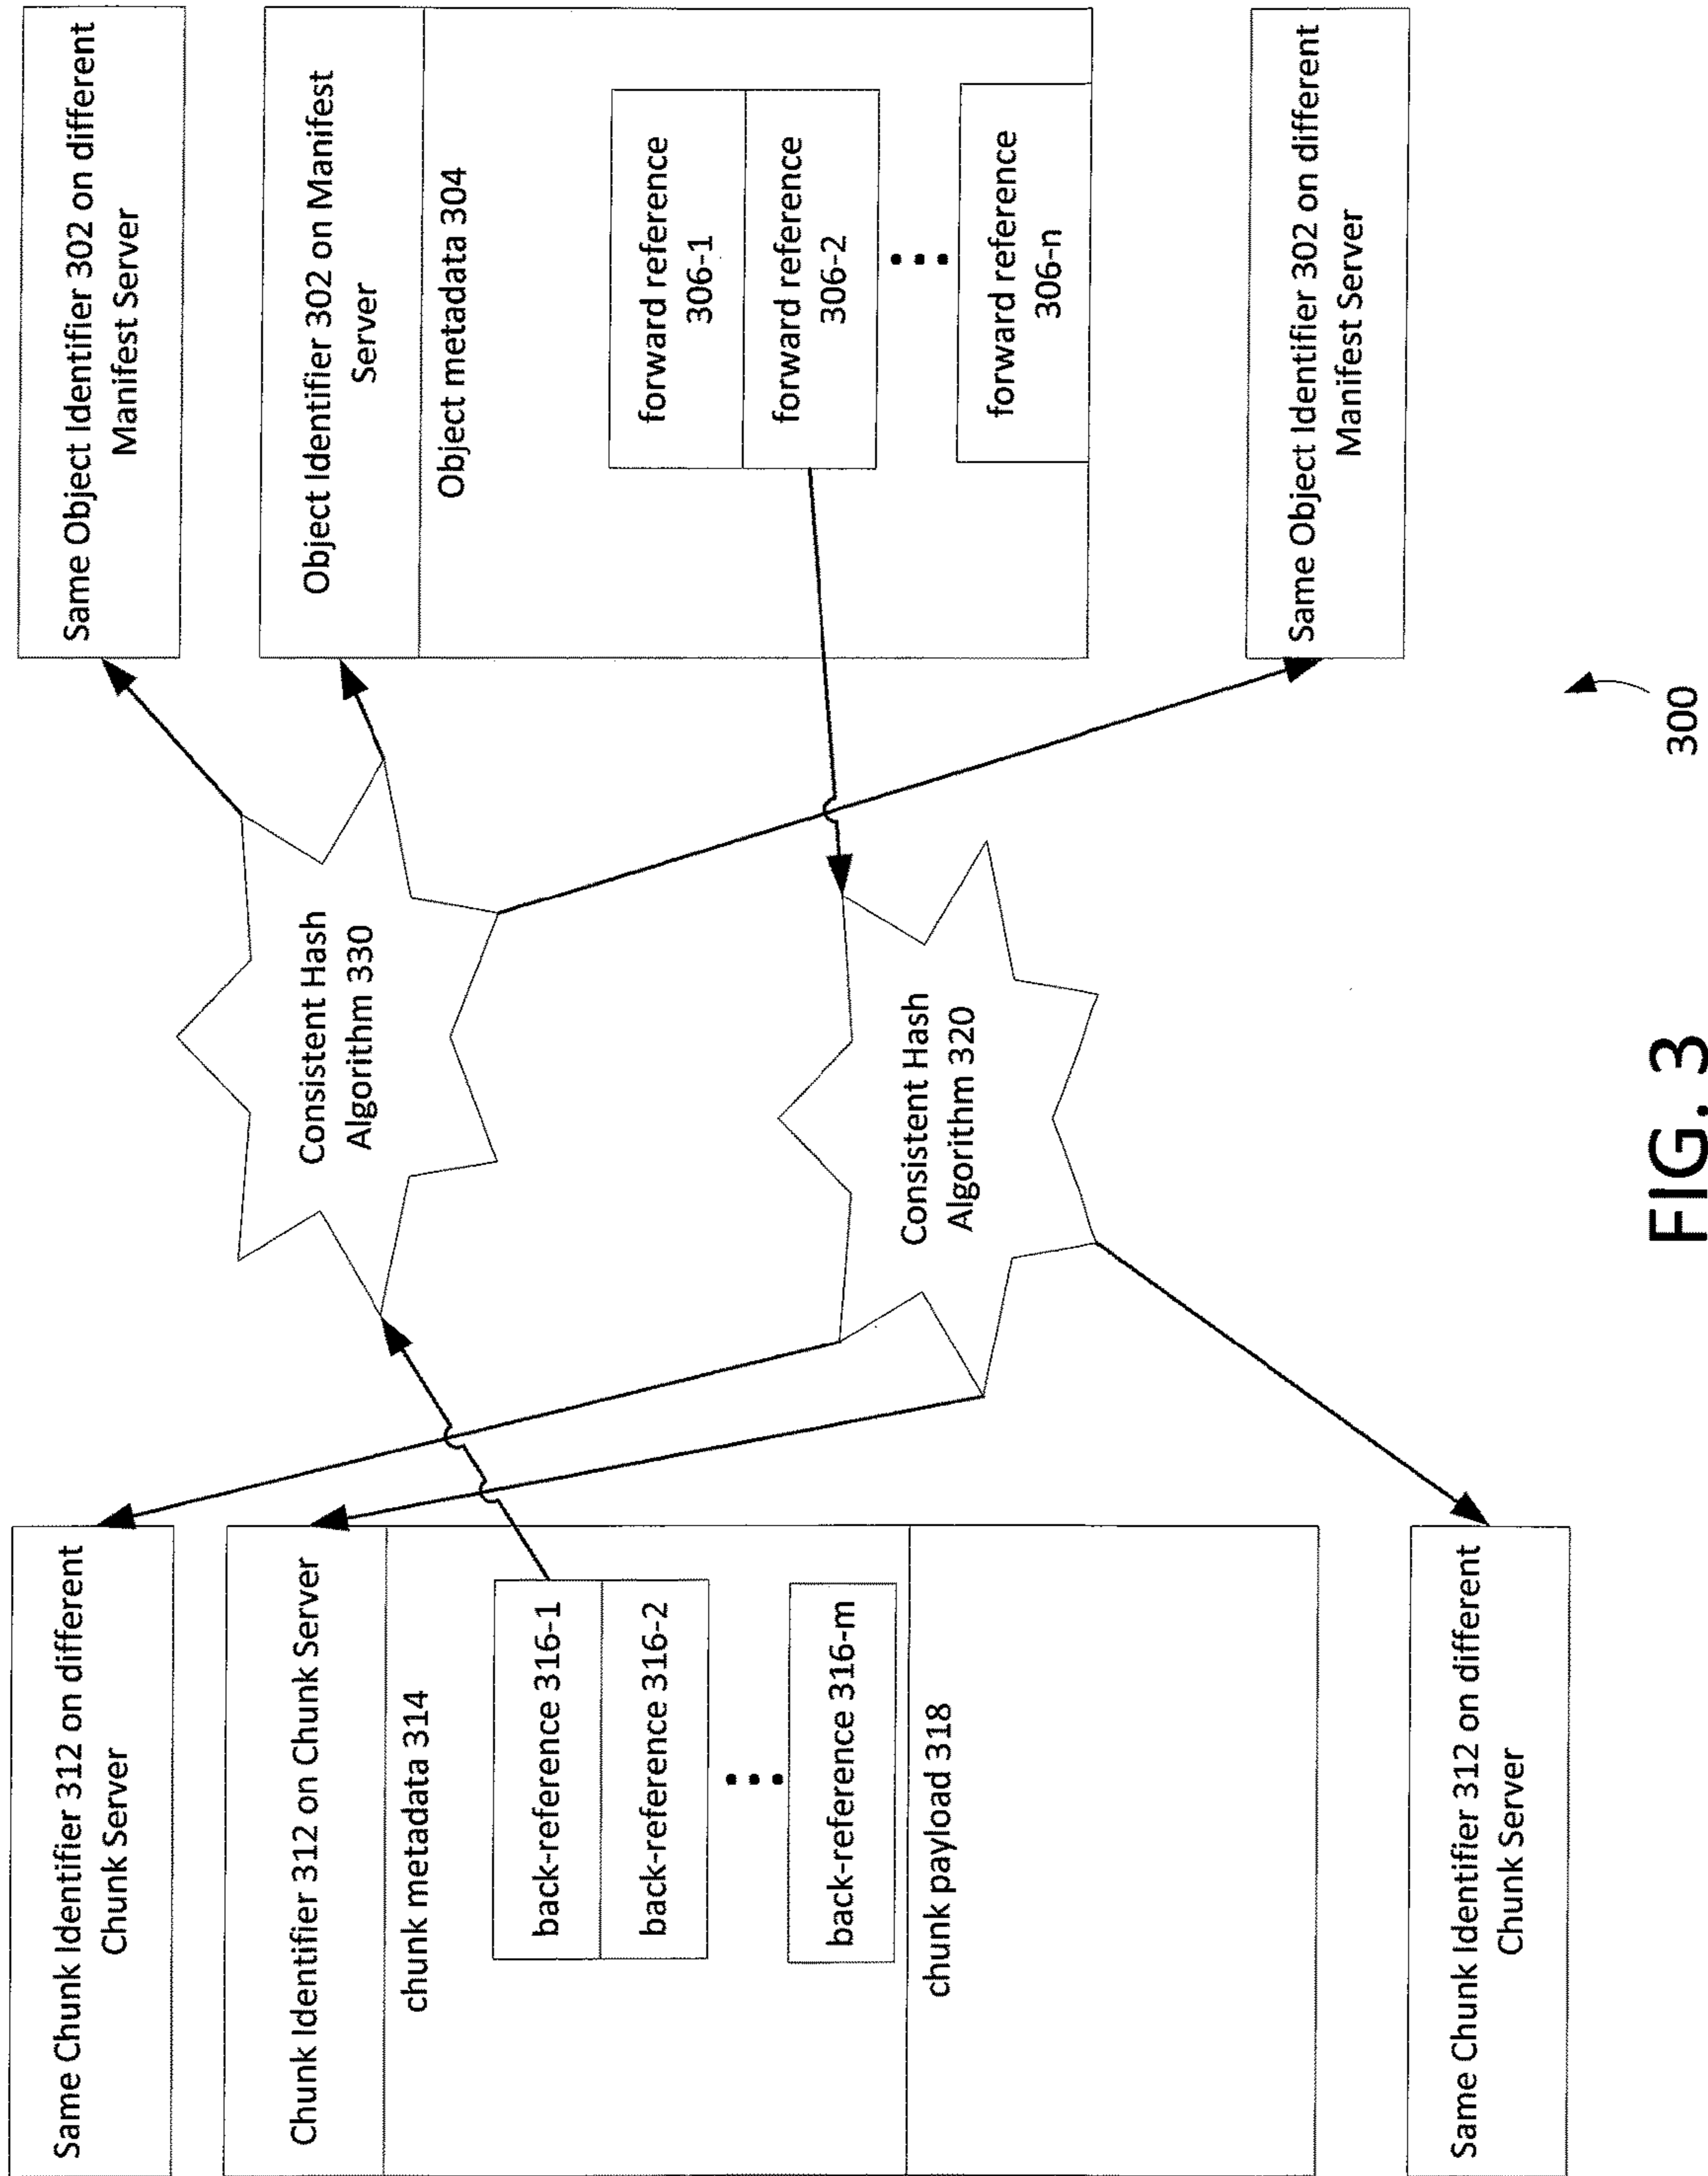 Same Chunk Identifier 312 on different
Chunk Server
Chunk Identifier 312 on Chunk Server
chunk metadata 314
back-reference 316-1
back-reference 316-2
back-reference 316-m
chunk payload 318
Same Chunk Identifier 312 on different
Chunk Server
Consistent Hash
Algorithm 330
Consistent Hash
Algorithm 320
Same Object Identifier 302 on different
Manifest Server
Object Identifier 302 on Manifest
Server
Object metadata 304
forward reference
306-1
forward reference
306-2
forward reference
306-n
Same Object Identifier 302 on different
Manifest Server
300
FIG. 3